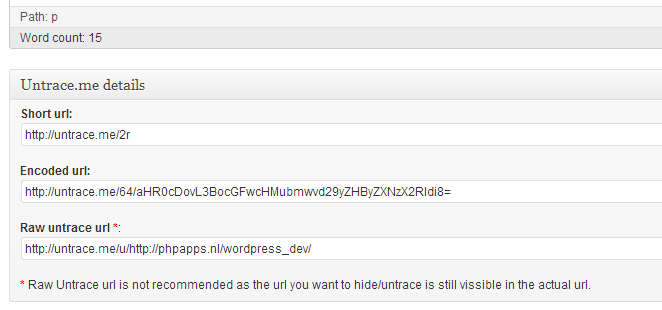 Path: p
Word count: 15
Untrace.me details
Short url:
http://untrace.me/2r
Encoded url:
http://untrace.me/64/aHR0cDovL3BocGFwcHMubmwvd29yZHByZXNzX2Rldi8=
Raw untrace url *:
http://untrace.me/u/http://phpapps.nl/wordpress_dev/
* Raw Untrace url is not recommended as the url you want to hide/untrace is still vissible in the actual url.